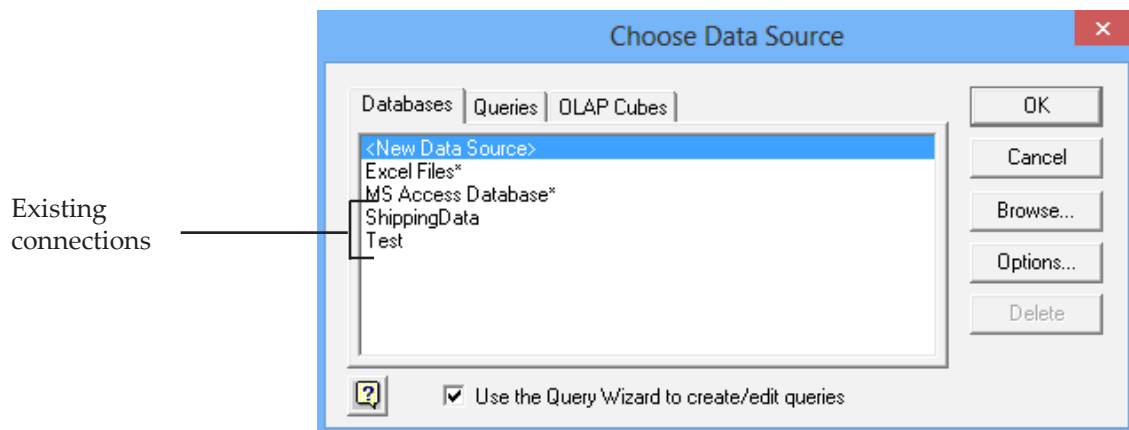 Choose Data Source
Databases Queries OLAP Cubes
<New Data Source>
Excel Files*
MS Access Database*
ShippingData
Test
OK
Cancel
Browse...
Options...
Delete
Use the Query Wizard to create/edit queries
Existing
connections